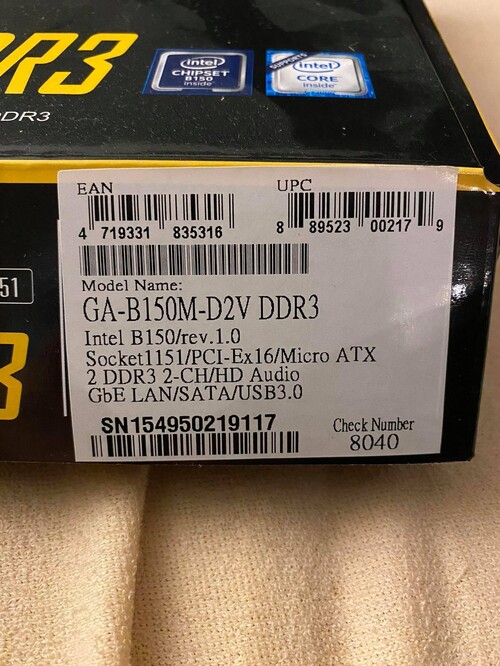 DR3
intel
CHIPSET
B150
inside
SUPPORTS
intel
CORE
inside
DDR3
EAN
UPC
4 719331 835316
8 89523 00217 9
51
Model Name:
GA-B150M-D2V DDR3
Intel B150/rev.1.0
Socket1151/PCI-Ex16/Micro ATX
2 DDR3 2-CH/HD Audio
GbE LAN/SATA/USB3.0
3
SN154950219117
Check Number
8040